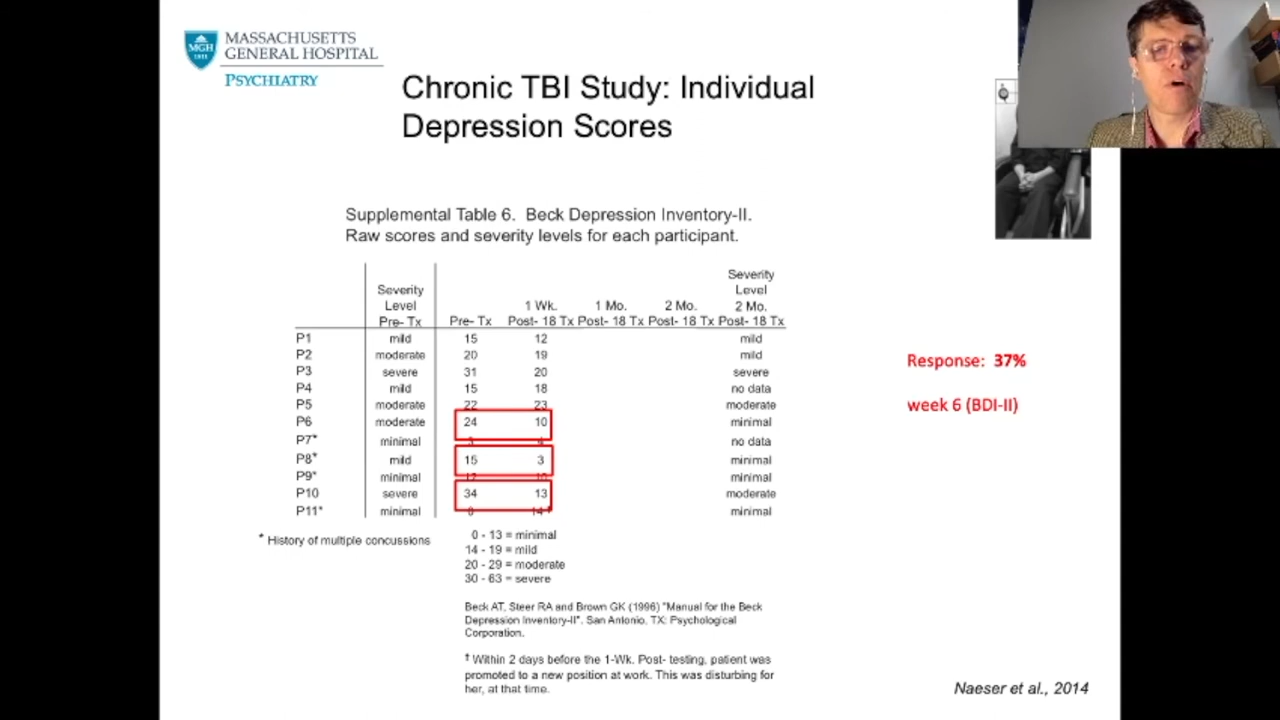 MASSACHUSETTS
GENERAL HOSPITAL
PSYCHIATRY
MGH
1811
Chronic TBI Study: Individual
Depression Scores
Supplemental Table 6. Beck Depression Inventory-II.
Raw scores and severity levels for each participant.
Severity Level Pre- Tx | Pre- Tx | 1 Wk. Post- 18 Tx | 1 Mo. Post- 18 Tx | 2 Mo. Post- 18 Tx | Severity Level 2 Mo. Post- 18 Tx
P1 mild 15 12 mild
P2 moderate 20 19 mild
P3 severe 31 20 severe
P4 mild 15 18 no data
P5 moderate 22 23 moderate
P6 moderate 24 10 minimal
P7* minimal no data
P8* mild 15 3 minimal
P9* minimal minimal
P10 severe 34 13 moderate
P11* minimal minimal
* History of multiple concussions
0 - 13 = minimal
14 - 19 = mild
20 - 29 = moderate
30 - 63 = severe
Beck AT, Steer RA and Brown GK (1996) "Manual for the Beck
Depression Inventory-II". San Antonio, TX: Psychological
Corporation.
† Within 2 days before the 1-Wk. Post- testing, patient was
promoted to a new position at work. This was disturbing for
her, at that time.
Response: 37%
week 6 (BDI-II)
Naeser et al., 2014